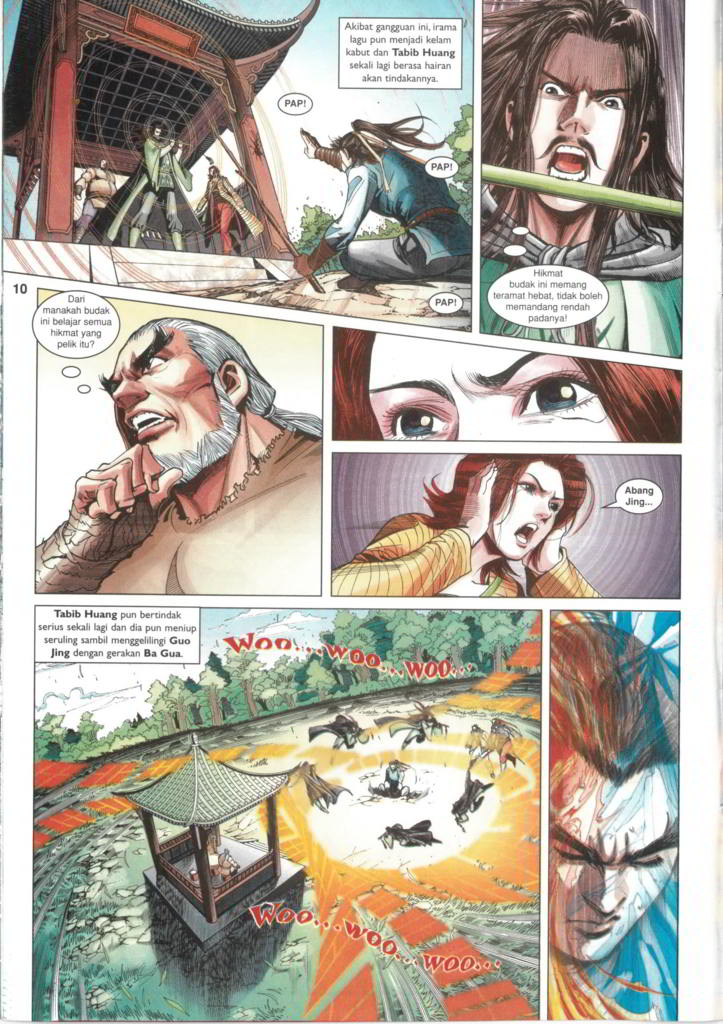 Akibat gangguan ini, irama
lagu pun menjadi kelam
kabut dan Tabib Huang
sekali lagi berasa hairan
akan tindakannya.
PAP!
PAP!
PAP!
Hikmat
budak ini memang
teramat hebat, tidak boleh
memandang rendah
padanya!
10
Dari
manakah budak
ini belajar semua
hikmat yang
pelik itu?
Abang
Jing...
Tabib Huang pun bertindak
serius sekali lagi dan dia pun meniup
seruling sambil menggelilingi Guo
Jing dengan gerakan Ba Gua.
WOO...WOO...WOO...
WOO...WOO...WOO...